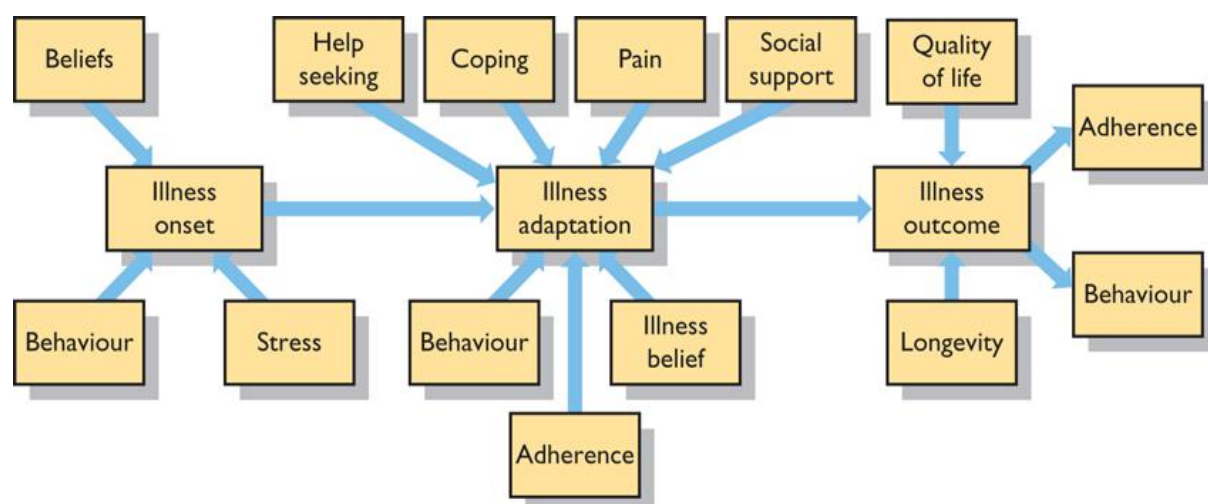 Beliefs
Help
seeking
Coping
Pain
Social
support
Quality
of life
Adherence
Illness
onset
Illness
adaptation
Illness
outcome
Behaviour
Stress
Behaviour
Illness
belief
Longevity
Behaviour
Adherence